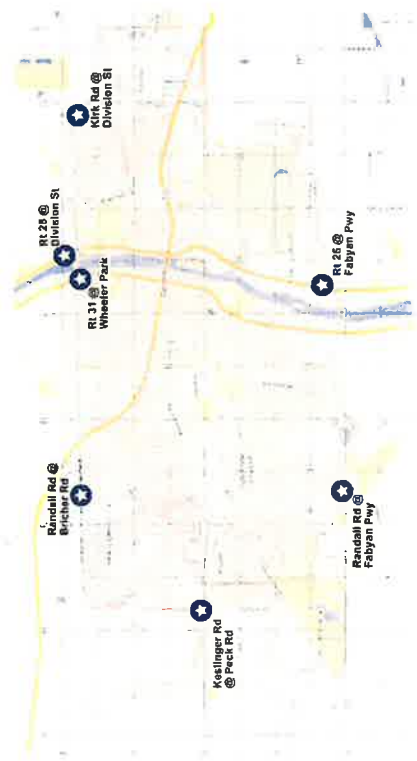 Kirk Rd @
Division St
Rt 25 @
Division St
Rt 31 @
Wheeler Park
Rt 25 @
Fabyan Pwy
Randall Rd @
Bricher Rd
Randall Rd @
Fabyan Pwy
Keslinger Rd
@ Peck Rd